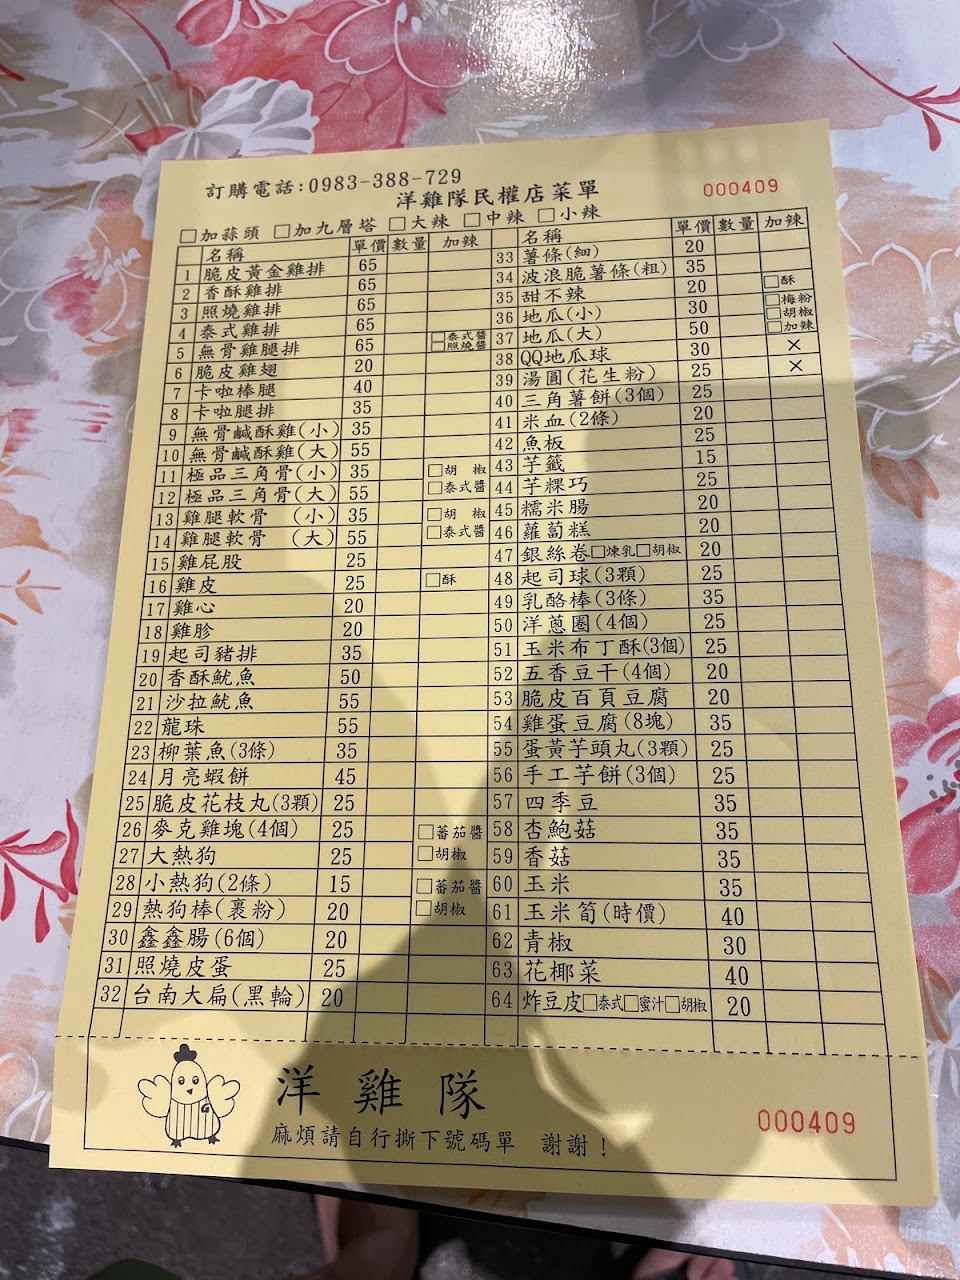 訂購電話:0983-388-729
洋雞隊民權店菜單
000409
□加蒜頭 □加九層塔 □大辣 □中辣 □小辣
名稱 單價 數量 加辣
1 脆皮黃金雞排 65
2 香酥雞排 65
3 照燒雞排 65
4 泰式雞排 65
5 無骨雞腿排 65 □泰式醬 □照燒醬
6 脆皮雞翅 20
7 卡啦棒腿 40
8 卡啦腿排 35
9 無骨鹹酥雞(小) 35
10 無骨鹹酥雞(大) 55
11 極品三角骨(小) 35 □胡 椒
12 極品三角骨(大) 55 □泰式醬
13 雞腿軟骨 (小) 35 □胡 椒
14 雞腿軟骨 (大) 55 □泰式醬
15 雞屁股 25
16 雞皮 25 □酥
17 雞心 20
18 雞胗 20
19 起司豬排 35
20 香酥魷魚 50
21 沙拉魷魚 55
22 龍珠 55
23 柳葉魚(3條) 35
24 月亮蝦餅 45
25 脆皮花枝丸(3顆) 25
26 麥克雞塊(4個) 25 □蕃茄醬
27 大熱狗 25 □胡椒
28 小熱狗(2條) 15 □蕃茄醬
29 熱狗棒(裹粉) 20 □胡椒
30 鑫鑫腸(6個) 20
31 照燒皮蛋 25
32 台南大扁(黑輪) 20
名稱 單價 數量 加辣
33 薯條(細) 20
34 波浪脆薯條(粗) 35
35 甜不辣 20 □酥
36 地瓜(小) 30 □梅粉 □胡椒
37 地瓜(大) 50 □加辣
38 QQ地瓜球 30 ×
39 湯圓(花生粉) 25 ×
40 三角薯餅(3個) 25
41 米血(2條) 20
42 魚板 25
43 芋籤 15
44 芋粿巧 25
45 糯米腸 20
46 蘿蔔糕 20
47 銀絲卷□煉乳□胡椒 20
48 起司球(3顆) 25
49 乳酪棒(3條) 35
50 洋蔥圈(4個) 25
51 玉米布丁酥(3個) 25
52 五香豆干(4個) 20
53 脆皮百頁豆腐 20
54 雞蛋豆腐(8塊) 35
55 蛋黃芋頭丸(3顆) 25
56 手工芋餅(3個) 25
57 四季豆 35
58 杏鮑菇 35
59 香菇 35
60 玉米 35
61 玉米筍(時價) 40
62 青椒 30
63 花椰菜 40
64 炸豆皮□泰式□蜜汁□胡椒 20
洋雞隊
000409
麻煩請自行撕下號碼單 謝謝!